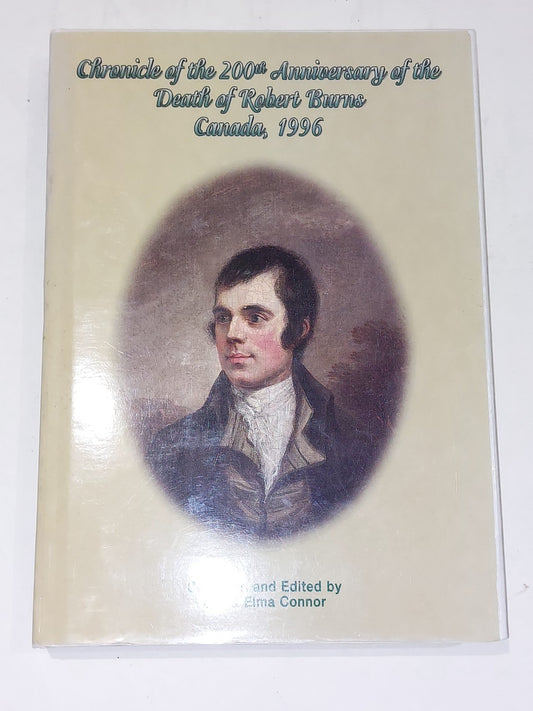 Chronicle of the 200th Anniversary of the
Death of Robert Burns
Canada, 1996
and Edited by
Elma Connor